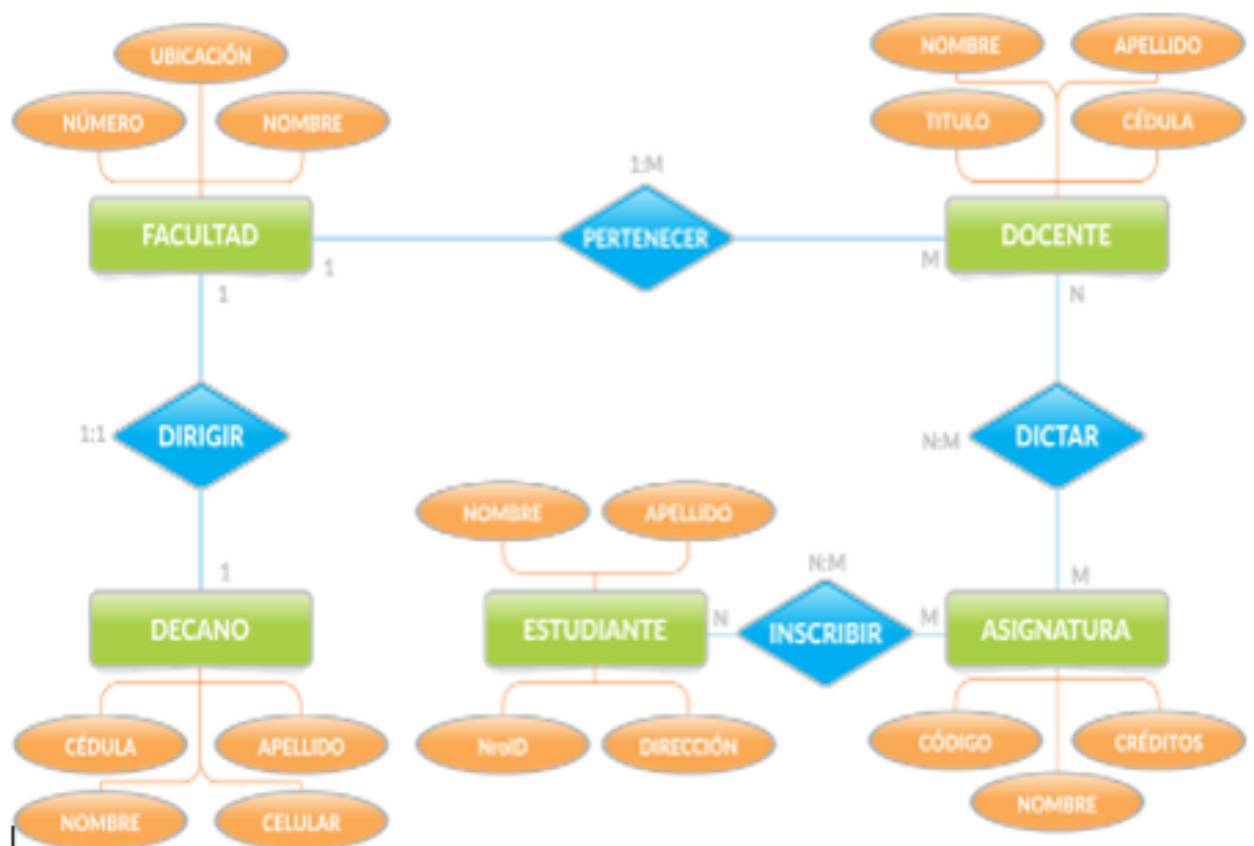 UBICACIÓN
NÚMERO
NOMBRE
FACULTAD
1
1
1:M
PERTENECER
NOMBRE
APELLIDO
TITULO
CÉDULA
DOCENTE
M
N
1:1
DIRIGIR
1
N:M
DICTAR
M
DECANO
CÉDULA
APELLIDO
NOMBRE
CELULAR
NOMBRE
APELLIDO
ESTUDIANTE
NroID
DIRECCIÓN
N
N:M
INSCRIBIR
M
ASIGNATURA
CÓDIGO
CRÉDITOS
NOMBRE